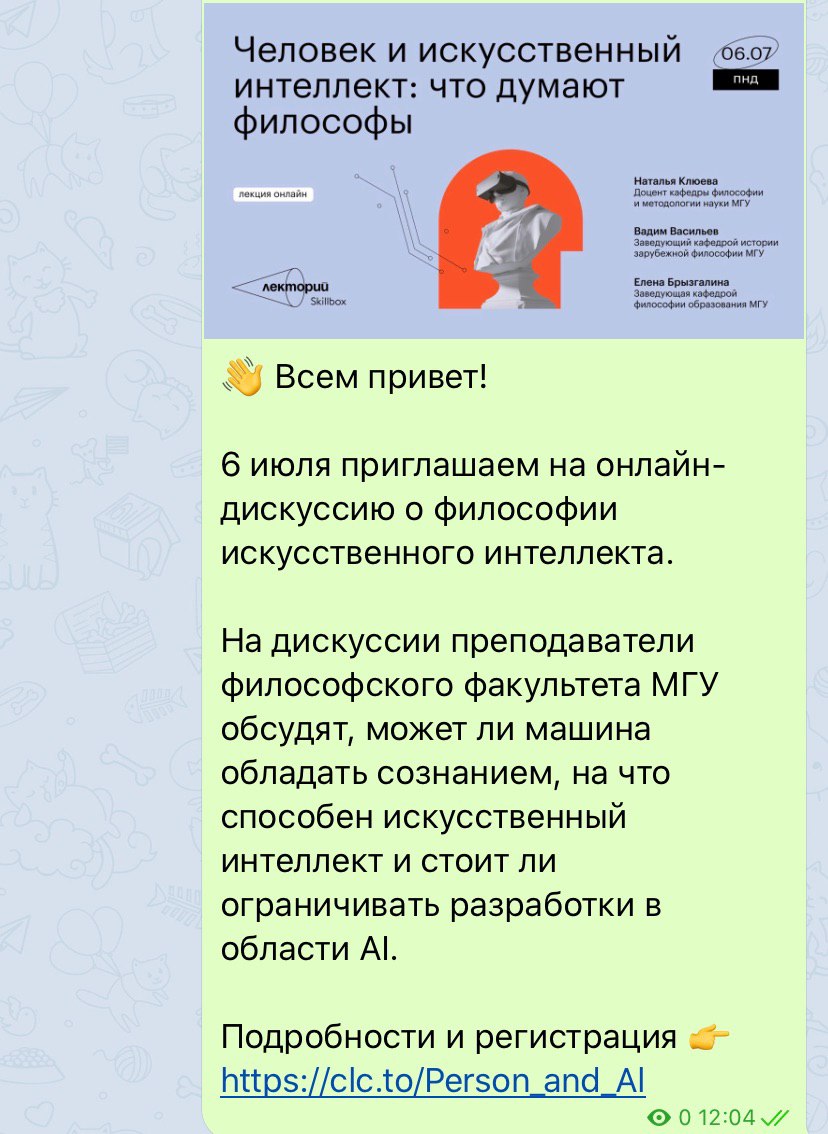 Человек и искусственный
интеллект: что думают
философы
06.07
ПНД
лекция онлайн
Наталья Клюева
Доцент кафедры философии
и методологии науки МГУ
Вадим Васильев
Заведующий кафедрой истории
зарубежной философии МГУ
Елена Брызгалина
Заведующая кафедрой
философии образования МГУ
лекторий
Skillbox
👋 Всем привет!
6 июля приглашаем на онлайн-
дискуссию о философии
искусственного интеллекта.
На дискуссии преподаватели
философского факультета МГУ
обсудят, может ли машина
обладать сознанием, на что
способен искусственный
интеллект и стоит ли
ограничивать разработки в
области AI.
Подробности и регистрация 👉
https://clc.to/Person_and_AI
0 12:04